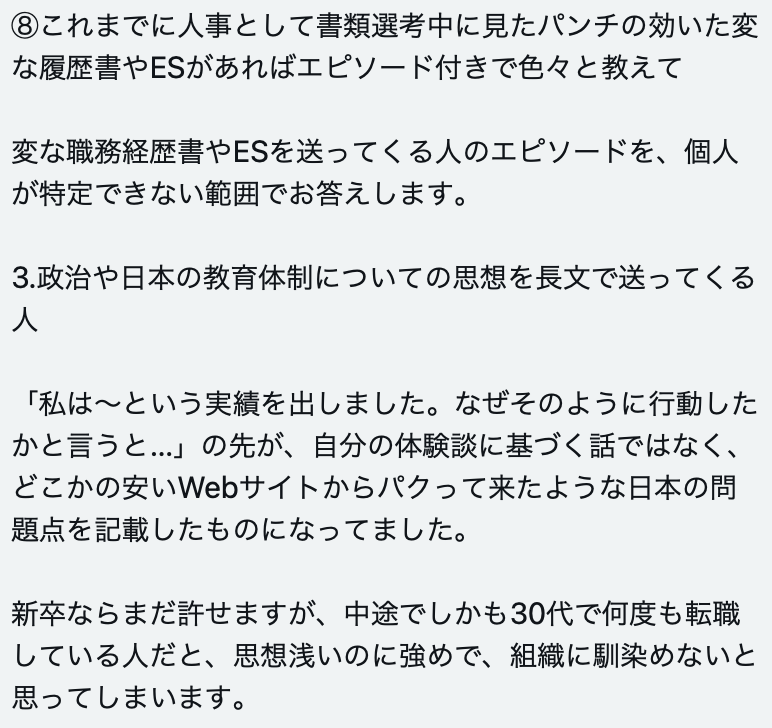 ⑧これまでに人事として書類選考中に見たパンチの効いた変
な履歴書やESがあればエピソード付きで色々と教えて
変な職務経歴書やESを送ってくる人のエピソードを、個人
が特定できない範囲でお答えします。
3.政治や日本の教育体制についての思想を長文で送ってくる
人
「私は〜という実績を出しました。なぜそのように行動した
かと言うと...」の先が、自分の体験談に基づく話ではなく、
どこかの安いWebサイトからパクって来たような日本の問
題点を記載したものになってました。
新卒ならまだ許せますが、中途でしかも30代で何度も転職
している人だと、思想浅いのに強めで、組織に馴染めないと
思ってしまいます。